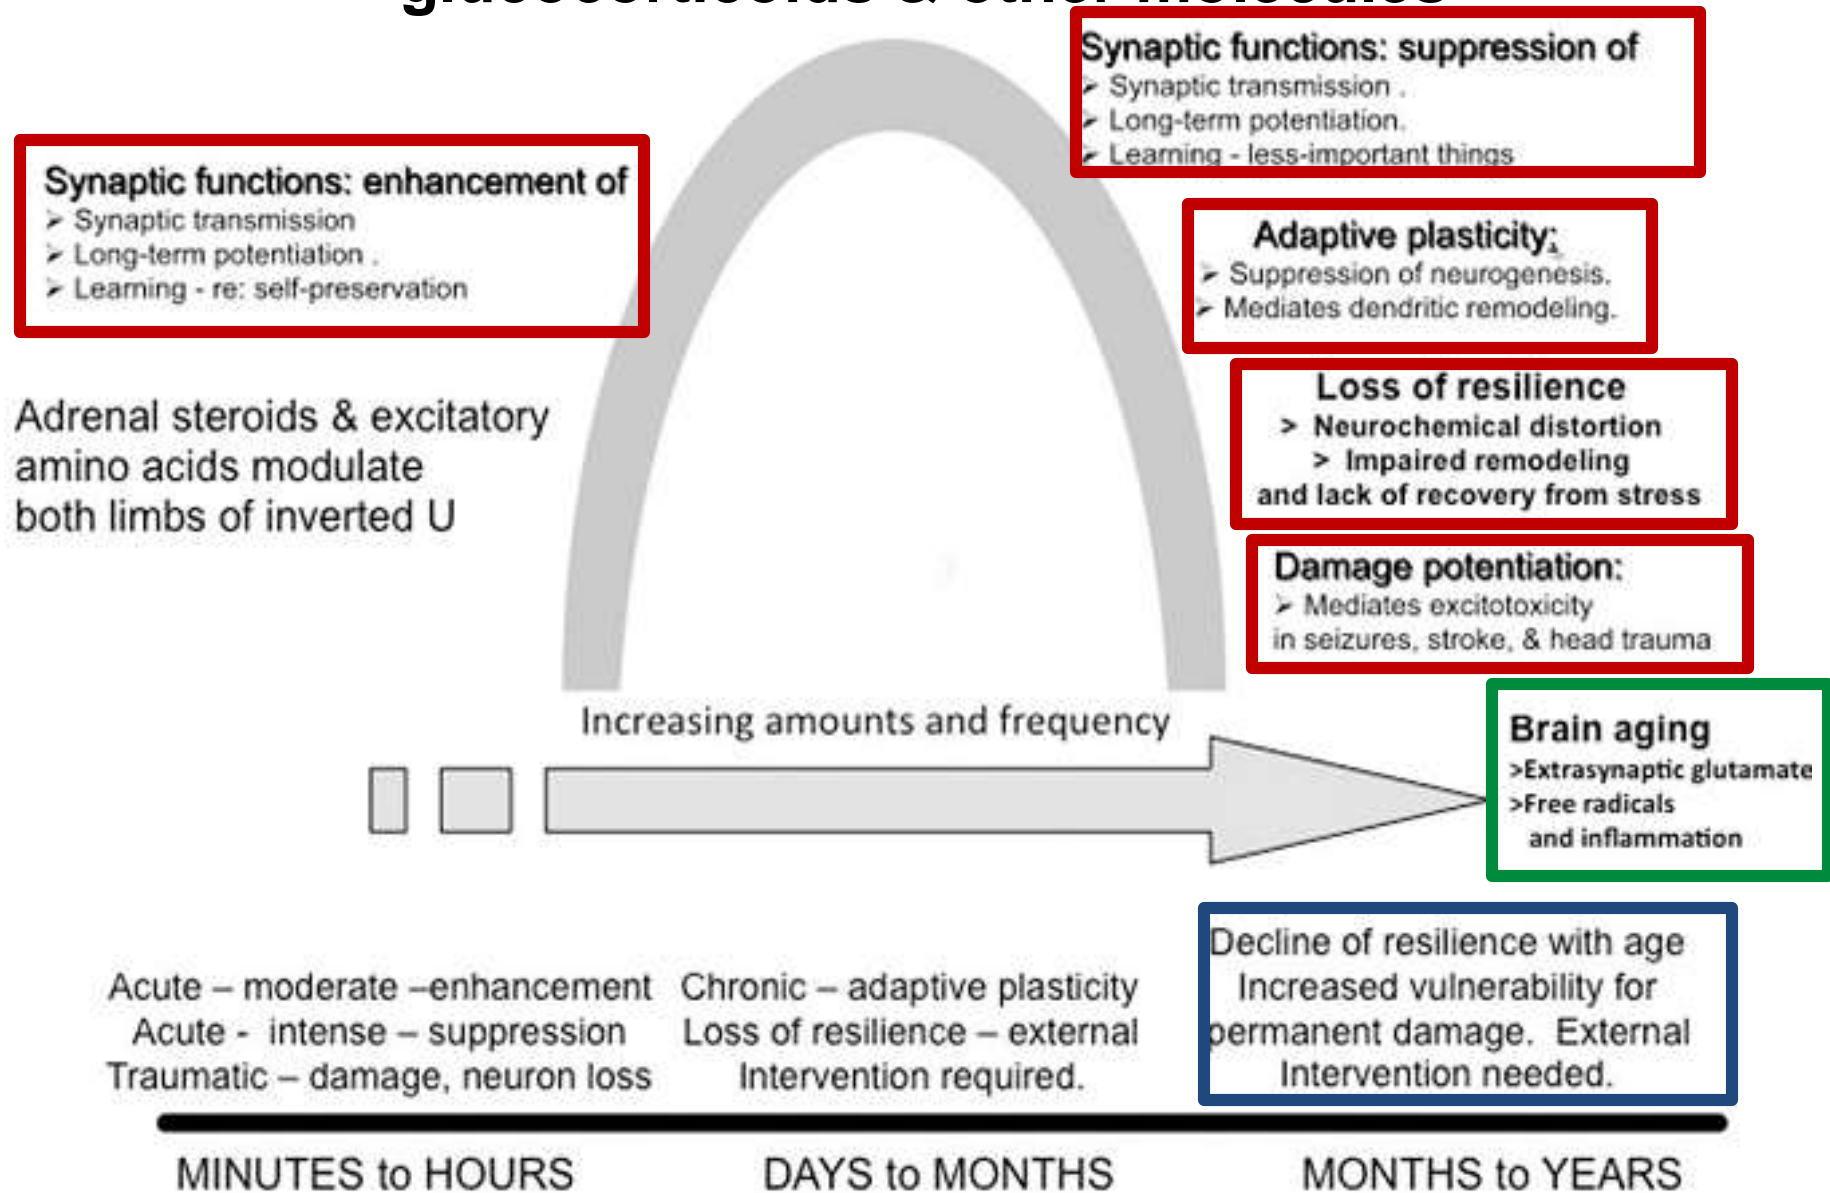 glucocorticoids & other molecules
Synaptic functions: enhancement of
➢ Synaptic transmission
➢ Long-term potentiation .
➢ Learning - re: self-preservation
Adrenal steroids & excitatory
amino acids modulate
both limbs of inverted U
Synaptic functions: suppression of
➢ Synaptic transmission .
➢ Long-term potentiation.
➢ Learning - less-important things
Adaptive plasticity:
➢ Suppression of neurogenesis.
➢ Mediates dendritic remodeling.
Loss of resilience
> Neurochemical distortion
> Impaired remodeling
and lack of recovery from stress
Damage potentiation:
➢ Mediates excitotoxicity
in seizures, stroke, & head trauma
Increasing amounts and frequency
Brain aging
>Extrasynaptic glutamate
>Free radicals
and inflammation
Acute – moderate –enhancement
Acute - intense – suppression
Traumatic – damage, neuron loss
Chronic – adaptive plasticity
Loss of resilience – external
Intervention required.
Decline of resilience with age
Increased vulnerability for
permanent damage. External
Intervention needed.
MINUTES to HOURS
DAYS to MONTHS
MONTHS to YEARS